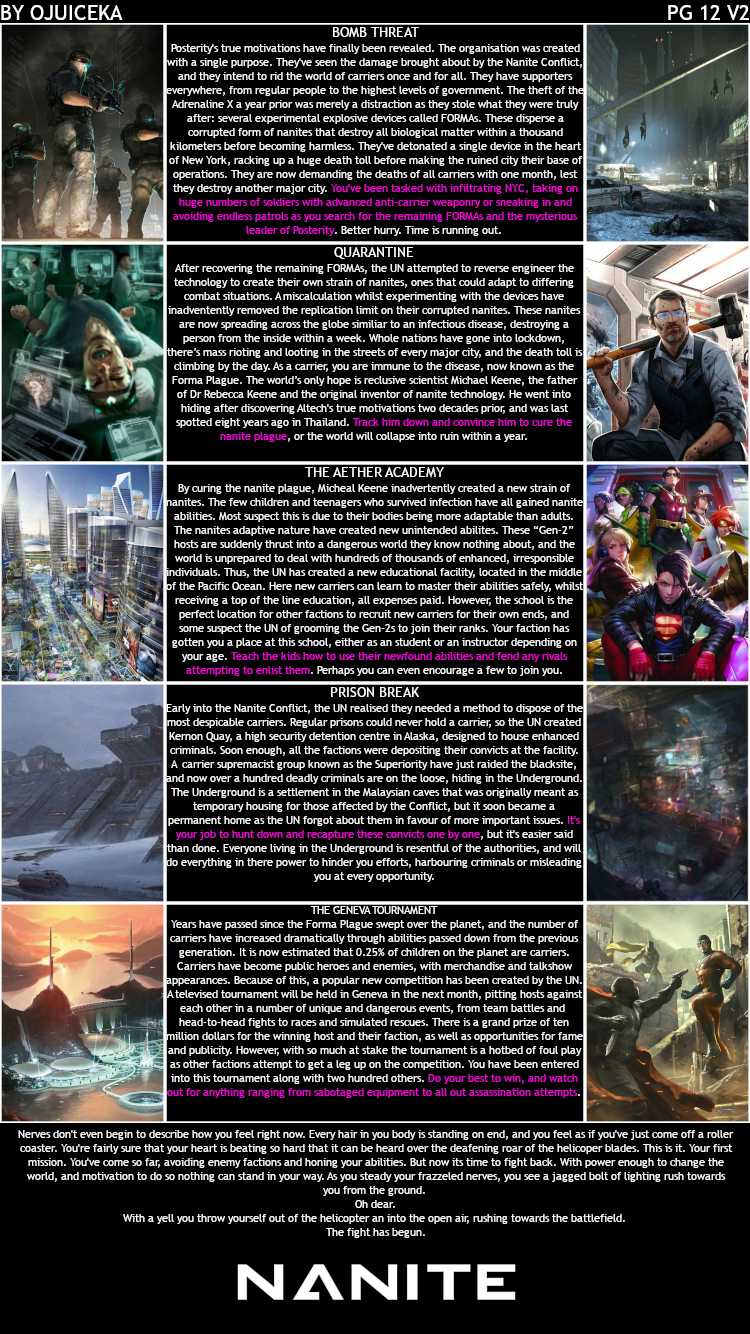 BY OJUICEKA
PG 12 V2
BOMB THREAT
Posterity's true motivations have finally been revealed. The organisation was created
with a single purpose. They've seen the damage brought about by the Nanite Conflict,
and they intend to rid the world of carriers once and for all. They have supporters
everywhere, from regular people to the highest levels of government. The theft of the
Adrenaline X a year prior was merely a distraction as they stole what they were truly
after: several experimental explosive devices called FORMAs. These disperse a
corrupted form of nanites that destroy all biological matter within a thousand
kilometers before becoming harmless. They've detonated a single device in the heart
of New York, racking up a huge death toll before making the ruined city their base of
operations. They are now demanding the deaths of all carriers with one month, lest
they destroy another major city. You've been tasked with infiltrating NYC, taking on
huge numbers of soldiers with advanced anti-carrier weaponry or sneaking in and
avoiding endless patrols as you search for the remaining FORMAs and the mysterious
leader of Posterity. Better hurry. Time is running out.
QUARANTINE
After recovering the remaining FORMAs, the UN attempted to reverse engineer the
technology to create their own strain of nanites, ones that could adapt to differing
combat situations. A miscalculation whilst experimenting with the devices have
inadvertently removed the replication limit on their corrupted nanites. These nanites
are now spreading across the globe similiar to an infectious disease, destroying a
person from the inside within a week. Whole nations have gone into lockdown,
there's mass rioting and looting in the streets of every major city, and the death toll is
climbing by the day. As a carrier, you are immune to the disease, now known as the
Forma Plague. The world's only hope is reclusive scientist Michael Keene, the father
of Dr Rebecca Keene and the original inventor of nanite technology. He went into
hiding after discovering Altech's true motivations two decades prior, and was last
spotted eight years ago in Thailand. Track him down and convince him to cure the
nanite plague, or the world will collapse into ruin within a year.
THE AETHER ACADEMY
By curing the nanite plague, Micheal Keene inadvertently created a new strain of
nanites. The few children and teenagers who survived infection have all gained nanite
abilities. Most suspect this is due to their bodies being more adaptable than adults.
The nanites adaptive nature have created new unintended abilites. These “Gen-2”
hosts are suddenly thrust into a dangerous world they know nothing about, and the
world is unprepared to deal with hundreds of thousands of enhanced, irresponsible
individuals. Thus, the UN has created a new educational facility, located in the middle
of the Pacific Ocean. Here new carriers can learn to master their abilities safely, whilst
receiving a top of the line education, all expenses paid. However, the school is the
perfect location for other factions to recruit new carriers for their own ends, and
some suspect the UN of grooming the Gen-2s to join their ranks. Your faction has
gotten you a place at this school, either as an student or an instructor depending on
your age. Teach the kids how to use their newfound abilities and fend any rivals
attempting to enlist them. Perhaps you can even encourage a few to join you.
PRISON BREAK
Early into the Nanite Conflict, the UN realised they needed a method to dispose of the
most despicable carriers. Regular prisons could never hold a carrier, so the UN created
Kernon Quay, a high security detention centre in Alaska, designed to house enhanced
criminals. Soon enough, all the factions were depositing their convicts at the facility.
A carrier supremacist group known as the Superiority have just raided the blacksite,
and now over a hundred deadly criminals are on the loose, hiding in the Underground.
The Underground is a settlement in the Malaysian caves that was originally meant as
temporary housing for those affected by the Conflict, but it soon became a
permanent home as the UN forgot about them in favour of more important issues. It's
your job to hunt down and recapture these convicts one by one, but it's easier said
than done. Everyone living in the Underground is resentful of the authorities, and will
do everything in there power to hinder you efforts, harbouring criminals or misleading
you at every opportunity.
THE GENEVA TOURNAMENT
Years have passed since the Forma Plague swept over the planet, and the number of
carriers have increased dramatically through abilities passed down from the previous
generation. It is now estimated that 0.25% of children on the planet are carriers.
Carriers have become public heroes and enemies, with merchandise and talkshow
appearances. Because of this, a popular new competition has been created by the UN.
A televised tournament will be held in Geneva in the next month, pitting hosts against
each other in a number of unique and dangerous events, from team battles and
head-to-head fights to races and simulated rescues. There is a grand prize of ten
million dollars for the winning host and their faction, as well as opportunities for fame
and publicity. However, with so much at stake the tournament is a hotbed of foul play
as other factions attempt to get a leg up on the competition. You have been entered
into this tournament along with two hundred others. Do your best to win, and watch
out for anything ranging from sabotaged equipment to all out assassination attempts.
Nerves don't even begin to describe how you feel right now. Every hair in you body is standing on end, and you feel as if you've just come off a roller
coaster. You're fairly sure that your heart is beating so hard that it can be heard over the deafening roar of the helicoper blades. This is it. Your first
mission. You've come so far, avoiding enemy factions and honing your abilities. But now its time to fight back. With power enough to change the
world, and motivation to do so nothing can stand in your way. As you steady your frazzeled nerves, you see a jagged bolt of lighting rush towards
you from the ground.
Oh dear.
With a yell you throw yourself out of the helicopter an into the open air, rushing towards the battlefield.
The fight has begun.
NANITE